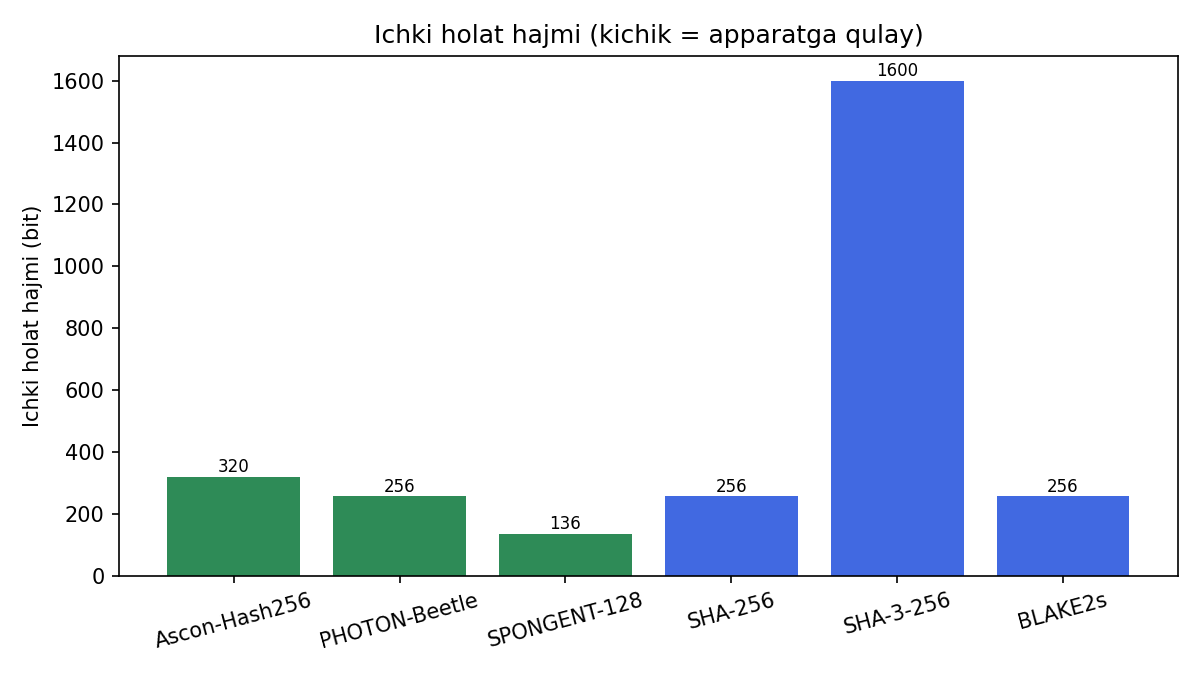 Ichki holat hajmi (kichik = apparatga qulay)
Ichki holat hajmi (bit)
1600
1400
1200
1000
800
600
400
200
0
320
256
136
256
1600
256
Ascon-Hash256
PHOTON-Beetle
SPONGENT-128
SHA-256
SHA-3-256
BLAKE2s